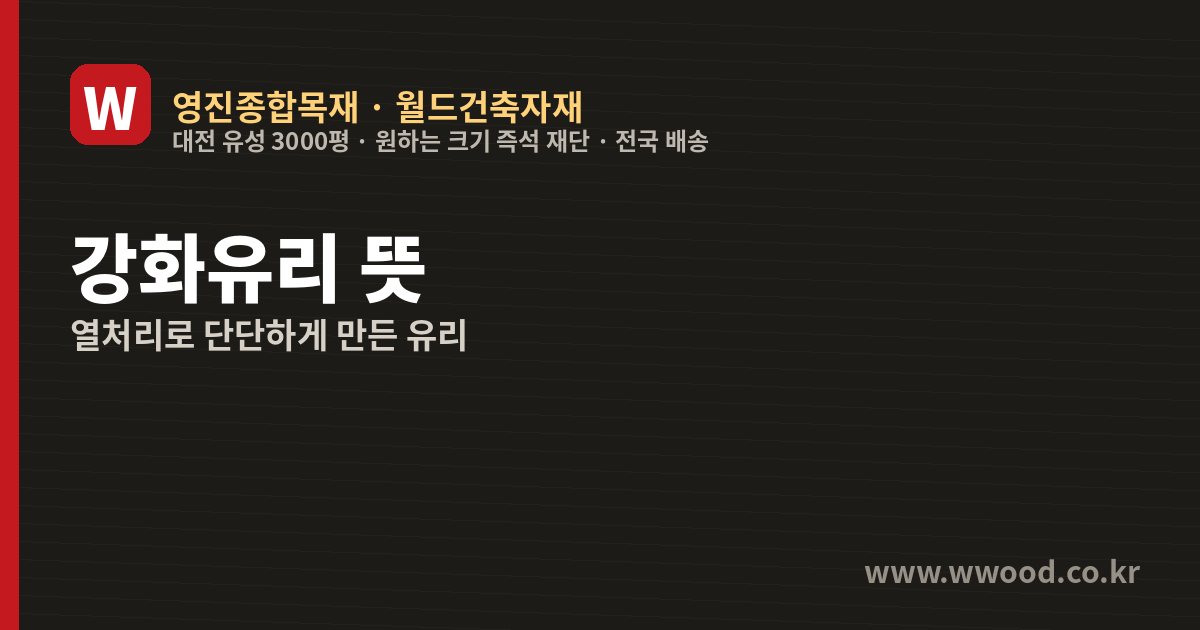 W
영진종합목재 · 월드건축자재
대전 유성 3000평 · 원하는 크기 즉석 재단 · 전국 배송
강화유리 뜻
열처리로 단단하게 만든 유리
www.wwood.co.kr